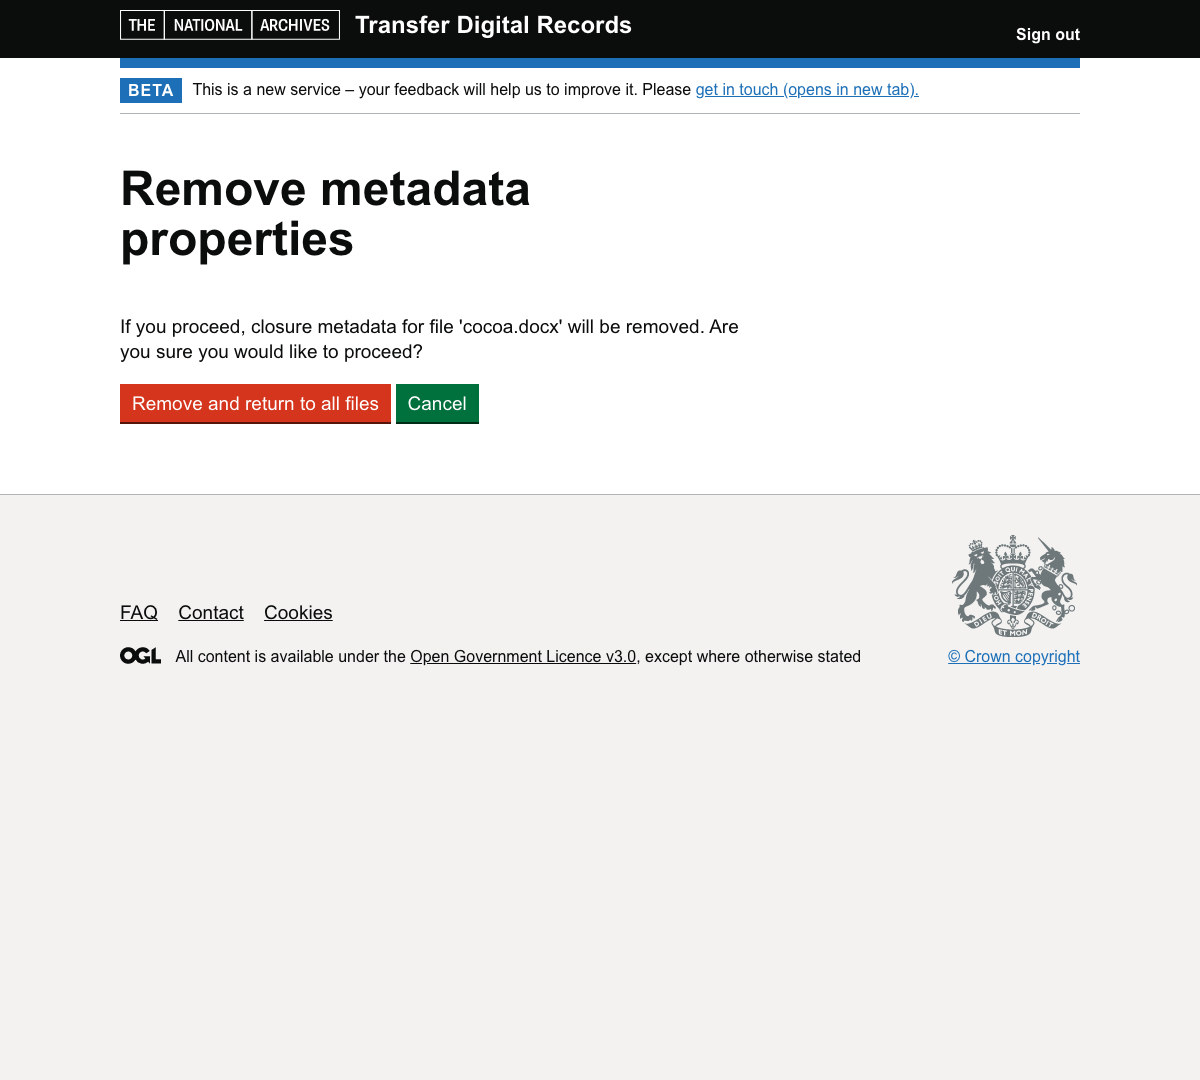 THE NATIONAL ARCHIVES Transfer Digital Records
Sign out
BETA This is a new service – your feedback will help us to improve it. Please get in touch (opens in new tab).
Remove metadata
properties
If you proceed, closure metadata for file 'cocoa.docx' will be removed. Are
you sure you would like to proceed?
Remove and return to all files Cancel
FAQ Contact Cookies
DIEU ET MON DROIT
OGL All content is available under the Open Government Licence v3.0, except where otherwise stated
© Crown copyright